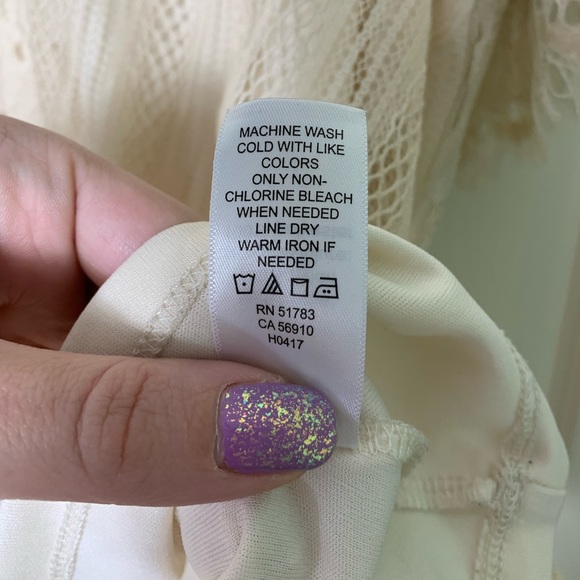 MACHINE WASH
COLD WITH LIKE
COLORS
ONLY NON-
CHLORINE BLEACH
WHEN NEEDED
LINE DRY
WARM IRON IF
NEEDED
RN 51783
CA 56910
H0417